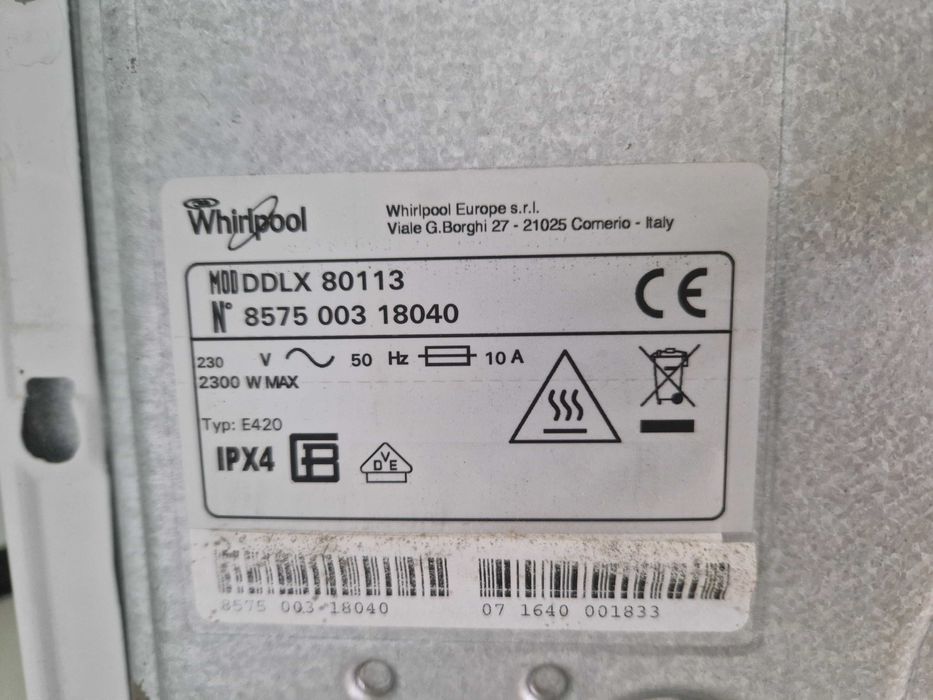 Whirlpool
Whirlpool Europe s.r.l.
Viale G.Borghi 27 - 21025 Comerio - Italy
MOD DDLX 80113
N° 8575 003 18040
CE
230 V 50 Hz 10 A
2300 W MAX
Typ: E420
IPX4
DVE
8575 003 18040
07 1640 001833